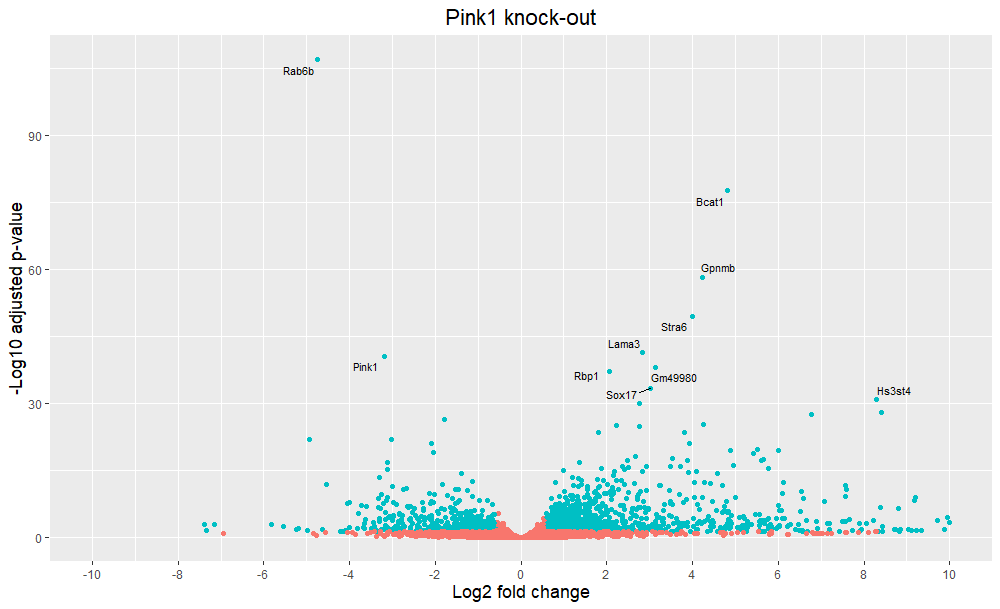 Pink1 knock-out
-Log10 adjusted p-value
90
60
30
0
Rab6b
Bcat1
Gpnmb
Stra6
Lama3
Pink1
Rbp1
Gm49980
Sox17
Hs3st4
-10 -8 -6 -4 -2 0 2 4 6 8 10
Log2 fold change